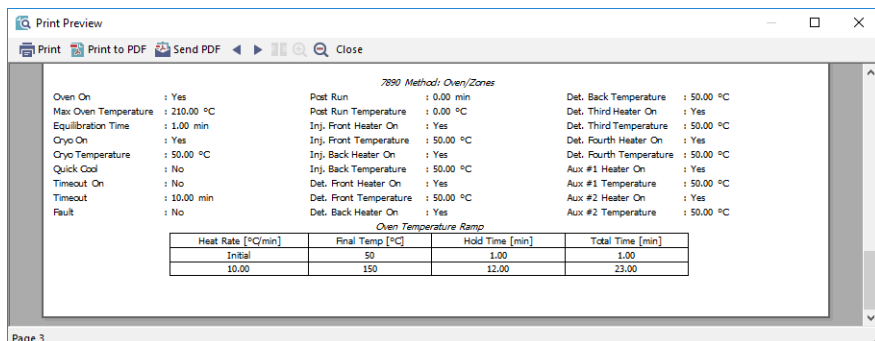 Print Preview
Print Print to PDF Send PDF Close
7890 Method: Oven/Zones
Oven On : Yes Post Run : 0.00 min Det. Back Temperature : 50.00 °C
Max Oven Temperature : 210.00 °C Post Run Temperature : 0.00 °C Det. Third Heater On : Yes
Equilibration Time : 1.00 min Inj. Front Heater On : Yes Det. Third Temperature : 50.00 °C
Cryo On : Yes Inj. Front Temperature : 50.00 °C Det. Fourth Heater On : Yes
Cryo Temperature : 50.00 °C Inj. Back Heater On : Yes Det. Fourth Temperature : 50.00 °C
Quick Cool : No Inj. Back Temperature : 50.00 °C Aux #1 Heater On : Yes
Timeout On : No Det. Front Heater On : Yes Aux #1 Temperature : 50.00 °C
Timeout : 10.00 min Det. Front Temperature : 50.00 °C Aux #2 Heater On : Yes
Fault : No Det. Back Heater On : Yes Aux #2 Temperature : 50.00 °C
Oven Temperature Ramp
Heat Rate [°C/min] Final Temp [°C] Hold Time [min] Total Time [min]
Initial 50 1.00 1.00
10.00 150 12.00 23.00
Page 3